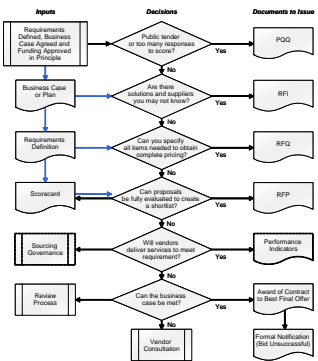 Inputs
Decisions
Documents to Issue
Requirements
Defined, Business
Case Agreed and
Funding Approved
in Principle
Public tender
or too many responses
to score?
Yes
PQQ
No
Business Case
or Plan
Are there
solutions and suppliers
you may not know?
Yes
RFI
No
Requirements
Definition
Can you specify
all items needed to obtain
complete pricing?
Yes
RFQ
No
Scorecard
Can proposals
be fully evaluated to create
a shortlist?
Yes
RFP
No
Sourcing
Governance
Will vendors
deliver services to meet
requirement?
Yes
Performance
Indicators
No
Review
Process
Can the business
case be met?
Yes
Award of Contract
to Best Final Offer
No
Vendor
Consultation
Formal Notification
(Bid Unsuccessful)